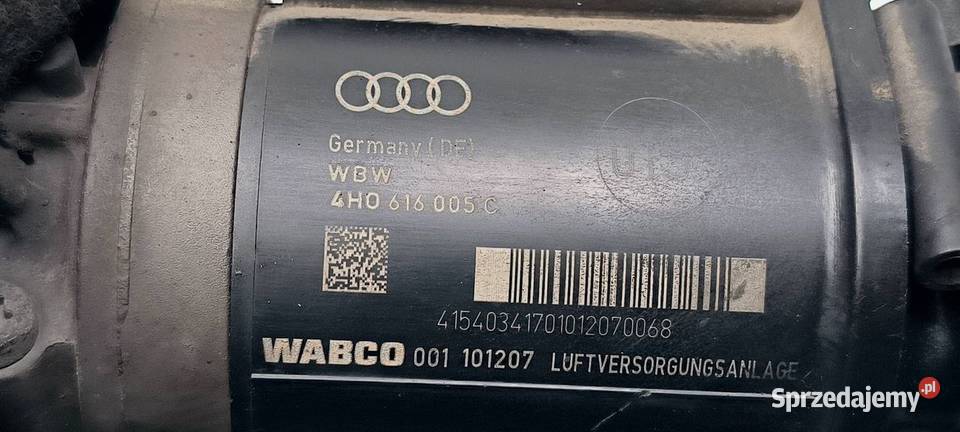 Germany (DE)
WBW
4H0 616 005 C
41540341701012070068
WABCO 001 101207 LUFTVERSORGUNGSANLAGE
Sprzedajemy.pl